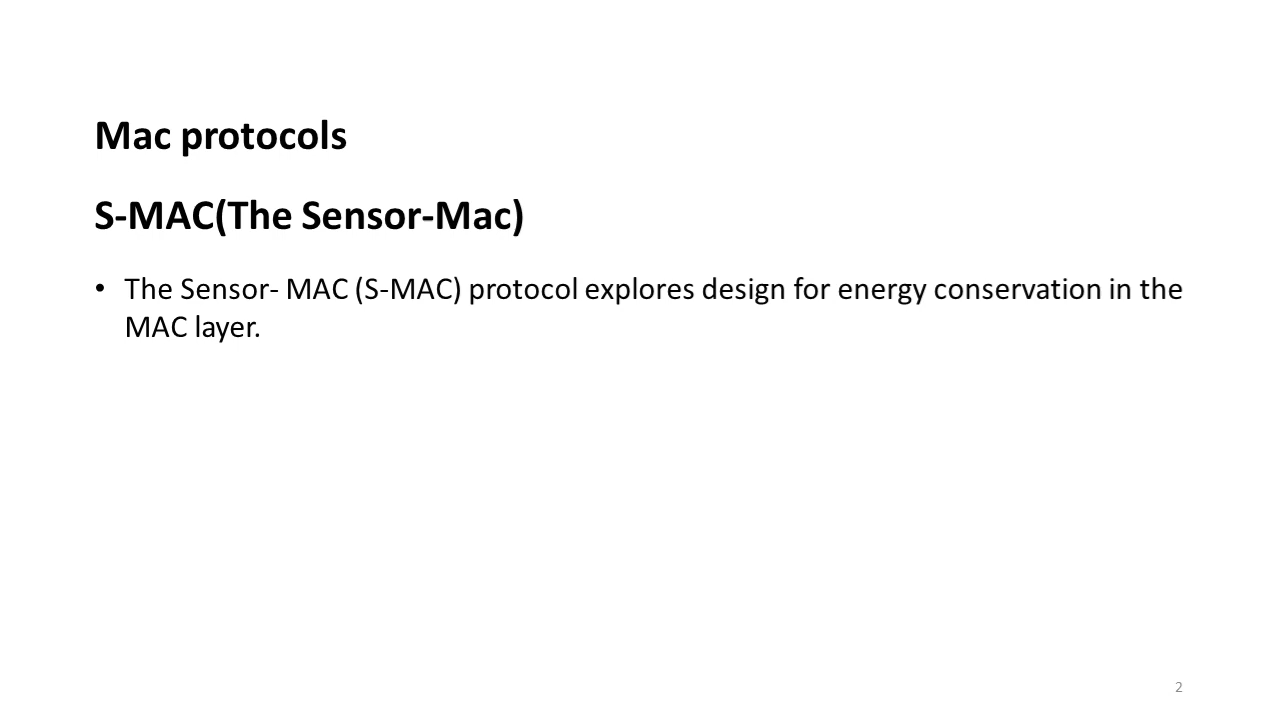 Mac protocols
S-MAC(The Sensor-Mac)
• The Sensor- MAC (S-MAC) protocol explores design for energy conservation in the
MAC layer.
2